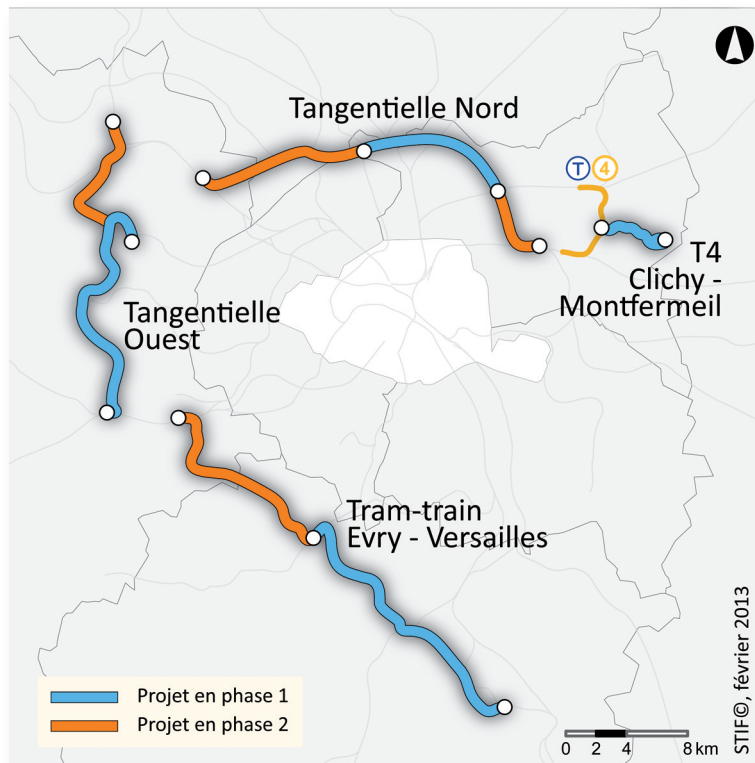 Tangentielle Nord
T 4
T4
Clichy -
Montfermeil
Tangentielle
Ouest
Tram-train
Evry - Versailles
Projet en phase 1
Projet en phase 2
0 2 4 8 km
STIF©, février 2013